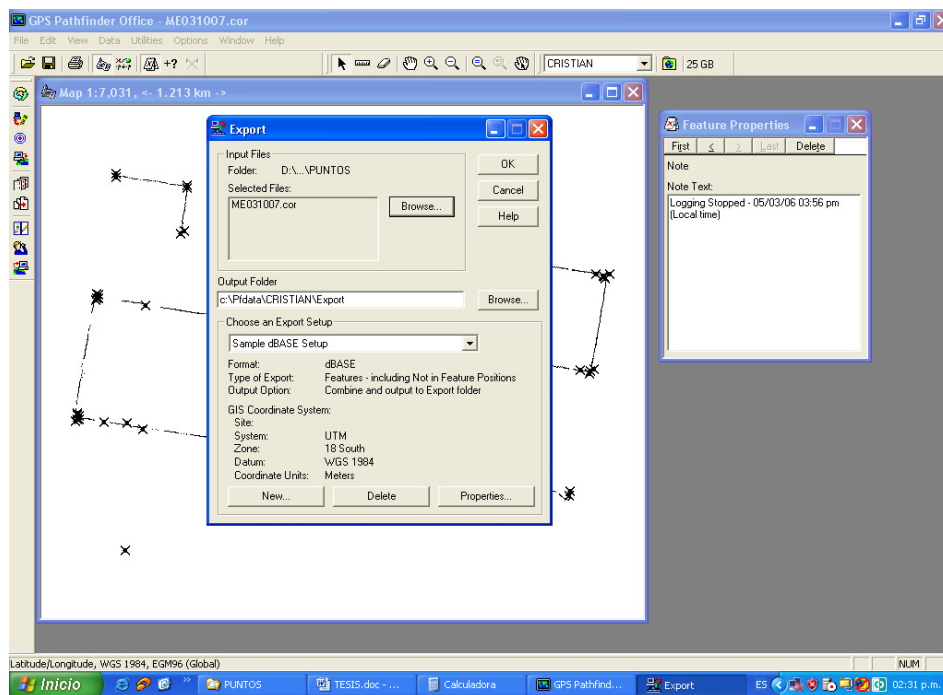 GPS Pathfinder Office - ME031007.cor
File Edit View Data Utilities Options Window Help
+? CRISTIAN 25 GB
Map 1:7,031, <- 1.213 km ->
Export
Input Files
Folder: D:\...\PUNTOS
Selected Files:
ME031007.cor
Browse...
OK
Cancel
Help
Output Folder
c:\Pfdata\CRISTIAN\Export
Browse...
Choose an Export Setup
Sample dBASE Setup
Format: dBASE
Type of Export: Features - including Not in Feature Positions
Output Option: Combine and output to Export folder
GIS Coordinate System:
Site:
System: UTM
Zone: 18 South
Datum: WGS 1984
Coordinate Units: Meters
New... Delete Properties...
Feature Properties
First < > Last Delete
Note
Note Text:
Logging Stopped - 05/03/06 03:56 pm
(Local time)
Latitude/Longitude, WGS 1984, EGM96 (Global)
NUM
Inicio » PUNTOS TESIS.doc - ... Calculadora GPS Pathfind... Export ES 02:31 p.m.